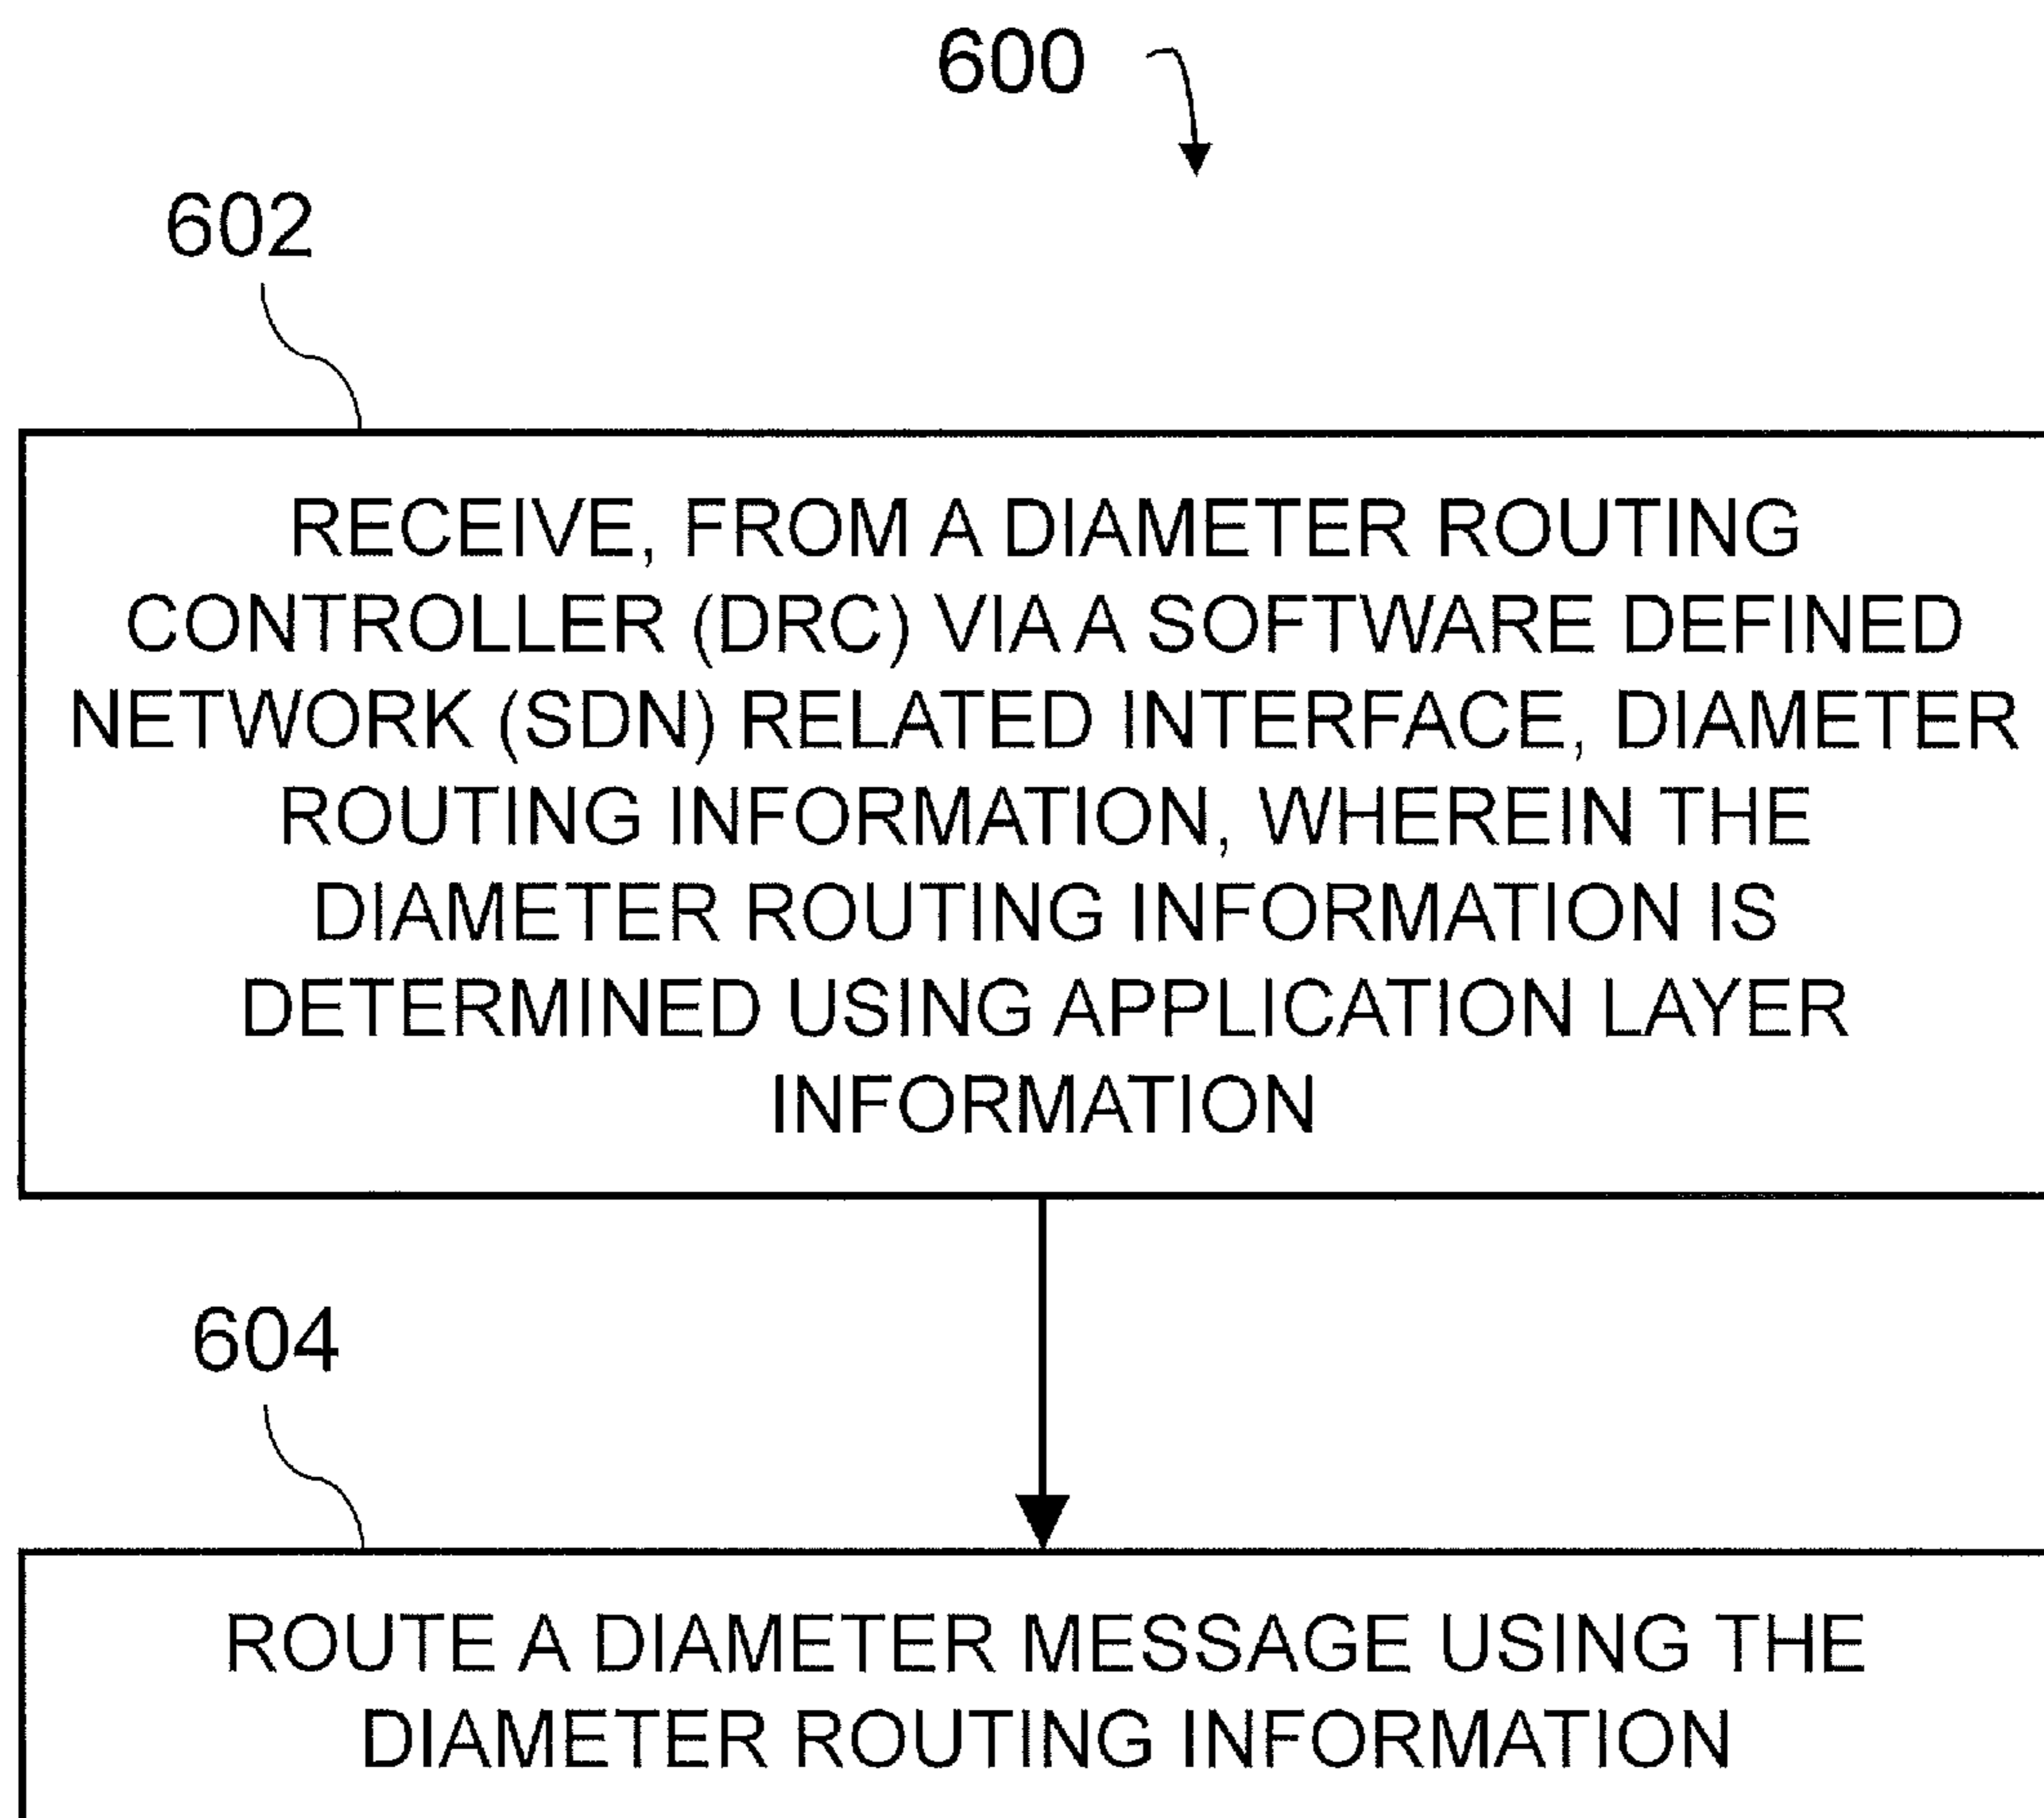 600
602
RECEIVE, FROM A DIAMETER ROUTING
CONTROLLER (DRC) VIA A SOFTWARE DEFINED
NETWORK (SDN) RELATED INTERFACE, DIAMETER
ROUTING INFORMATION, WHEREIN THE
DIAMETER ROUTING INFORMATION IS
DETERMINED USING APPLICATION LAYER
INFORMATION
604
ROUTE A DIAMETER MESSAGE USING THE
DIAMETER ROUTING INFORMATION